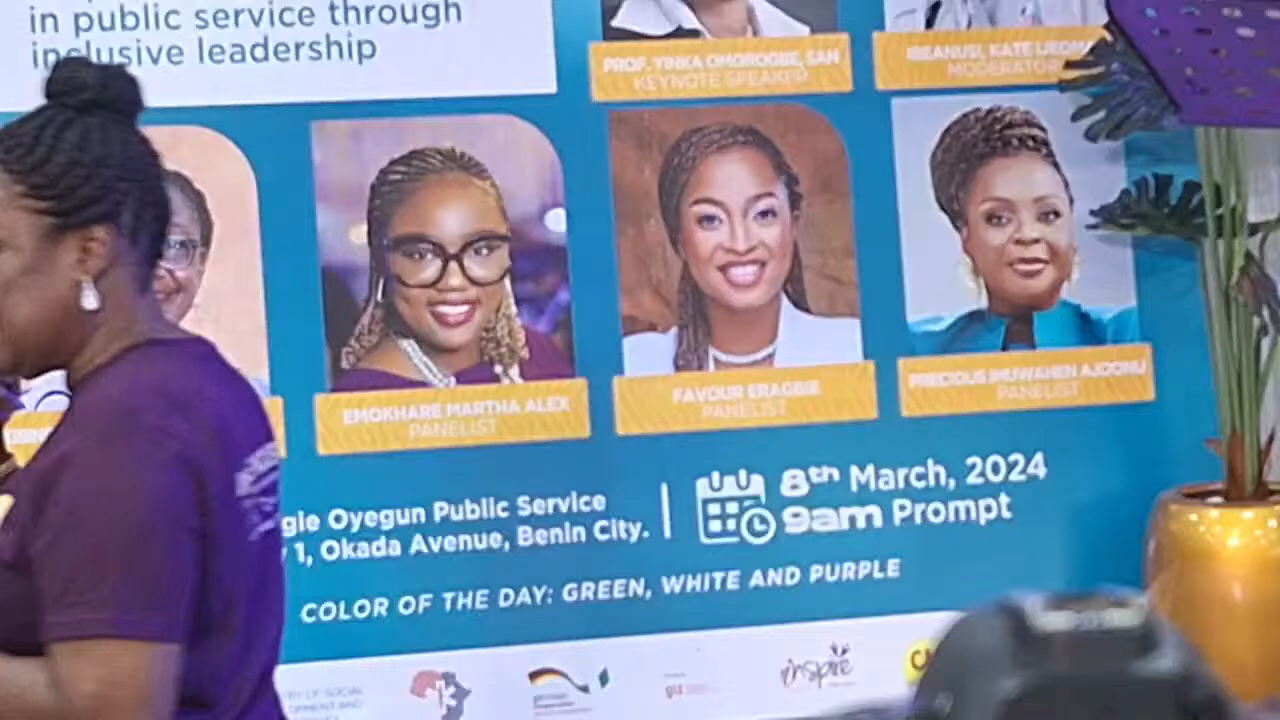 in public service through
inclusive leadership
PROF. YINKA OMOROGBE, SAN
KEYNOTE SPEAKER
KATE
MODERATOR
EMOKHARE MARTHA ALEX
PANELIST
FAVOUR ERAGBIE
PANELIST
PRECIOUS IMUWAHEN AJOONU
PANELIST
gie Oyegun Public Service
1, Okada Avenue, Benin City.
8th March, 2024
9am Prompt
COLOR OF THE DAY: GREEN, WHITE AND PURPLE
giz
inspire